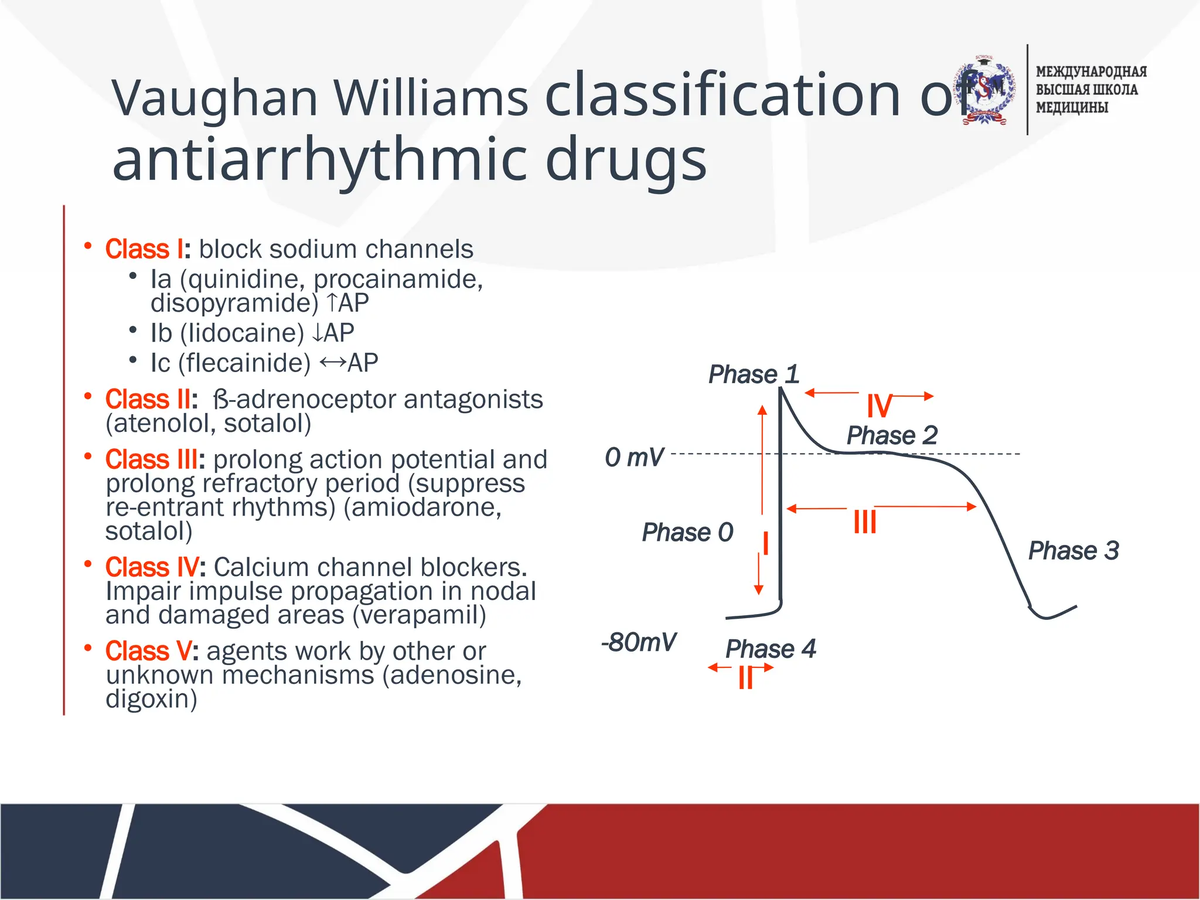 Vaughan Williams classification of
antiarrhythmic drugs
МЕЖДУНАРОДНАЯ
ВЫСШАЯ ШКОЛА
МЕДИЦИНЫ
• Class I: block sodium channels
• Ia (quinidine, procainamide,
disopyramide) ↑AP
• Ib (lidocaine) ↓AP
• Ic (flecainide) ↔AP
• Class II: ß-adrenoceptor antagonists
(atenolol, sotalol)
• Class III: prolong action potential and
prolong refractory period (suppress
re-entrant rhythms) (amiodarone,
sotalol)
• Class IV: Calcium channel blockers.
Impair impulse propagation in nodal
and damaged areas (verapamil)
• Class V: agents work by other or
unknown mechanisms (adenosine,
digoxin)
Phase 1
IV
Phase 2
0 mV
III
Phase 0
I
Phase 3
-80mV
Phase 4
II